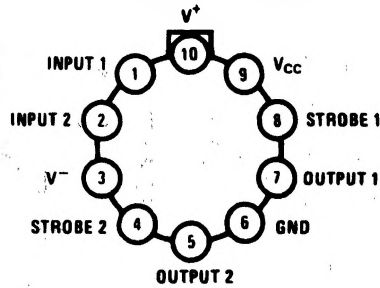 V+
INPUT 1
10
VCC
1
9
INPUT 2
2
8
STROBE 1
V−
3
7
OUTPUT 1
STROBE 2
4
5
6
GND
OUTPUT 2